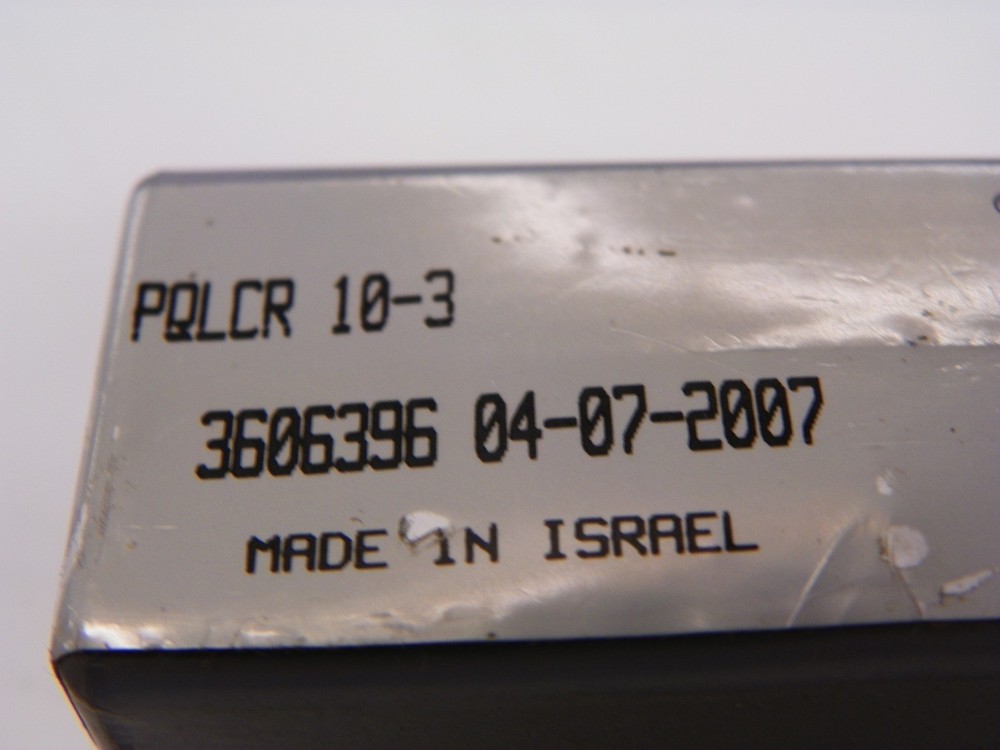 PQLCR 10-3
3606396 04-07-2007
MADE IN ISRAEL